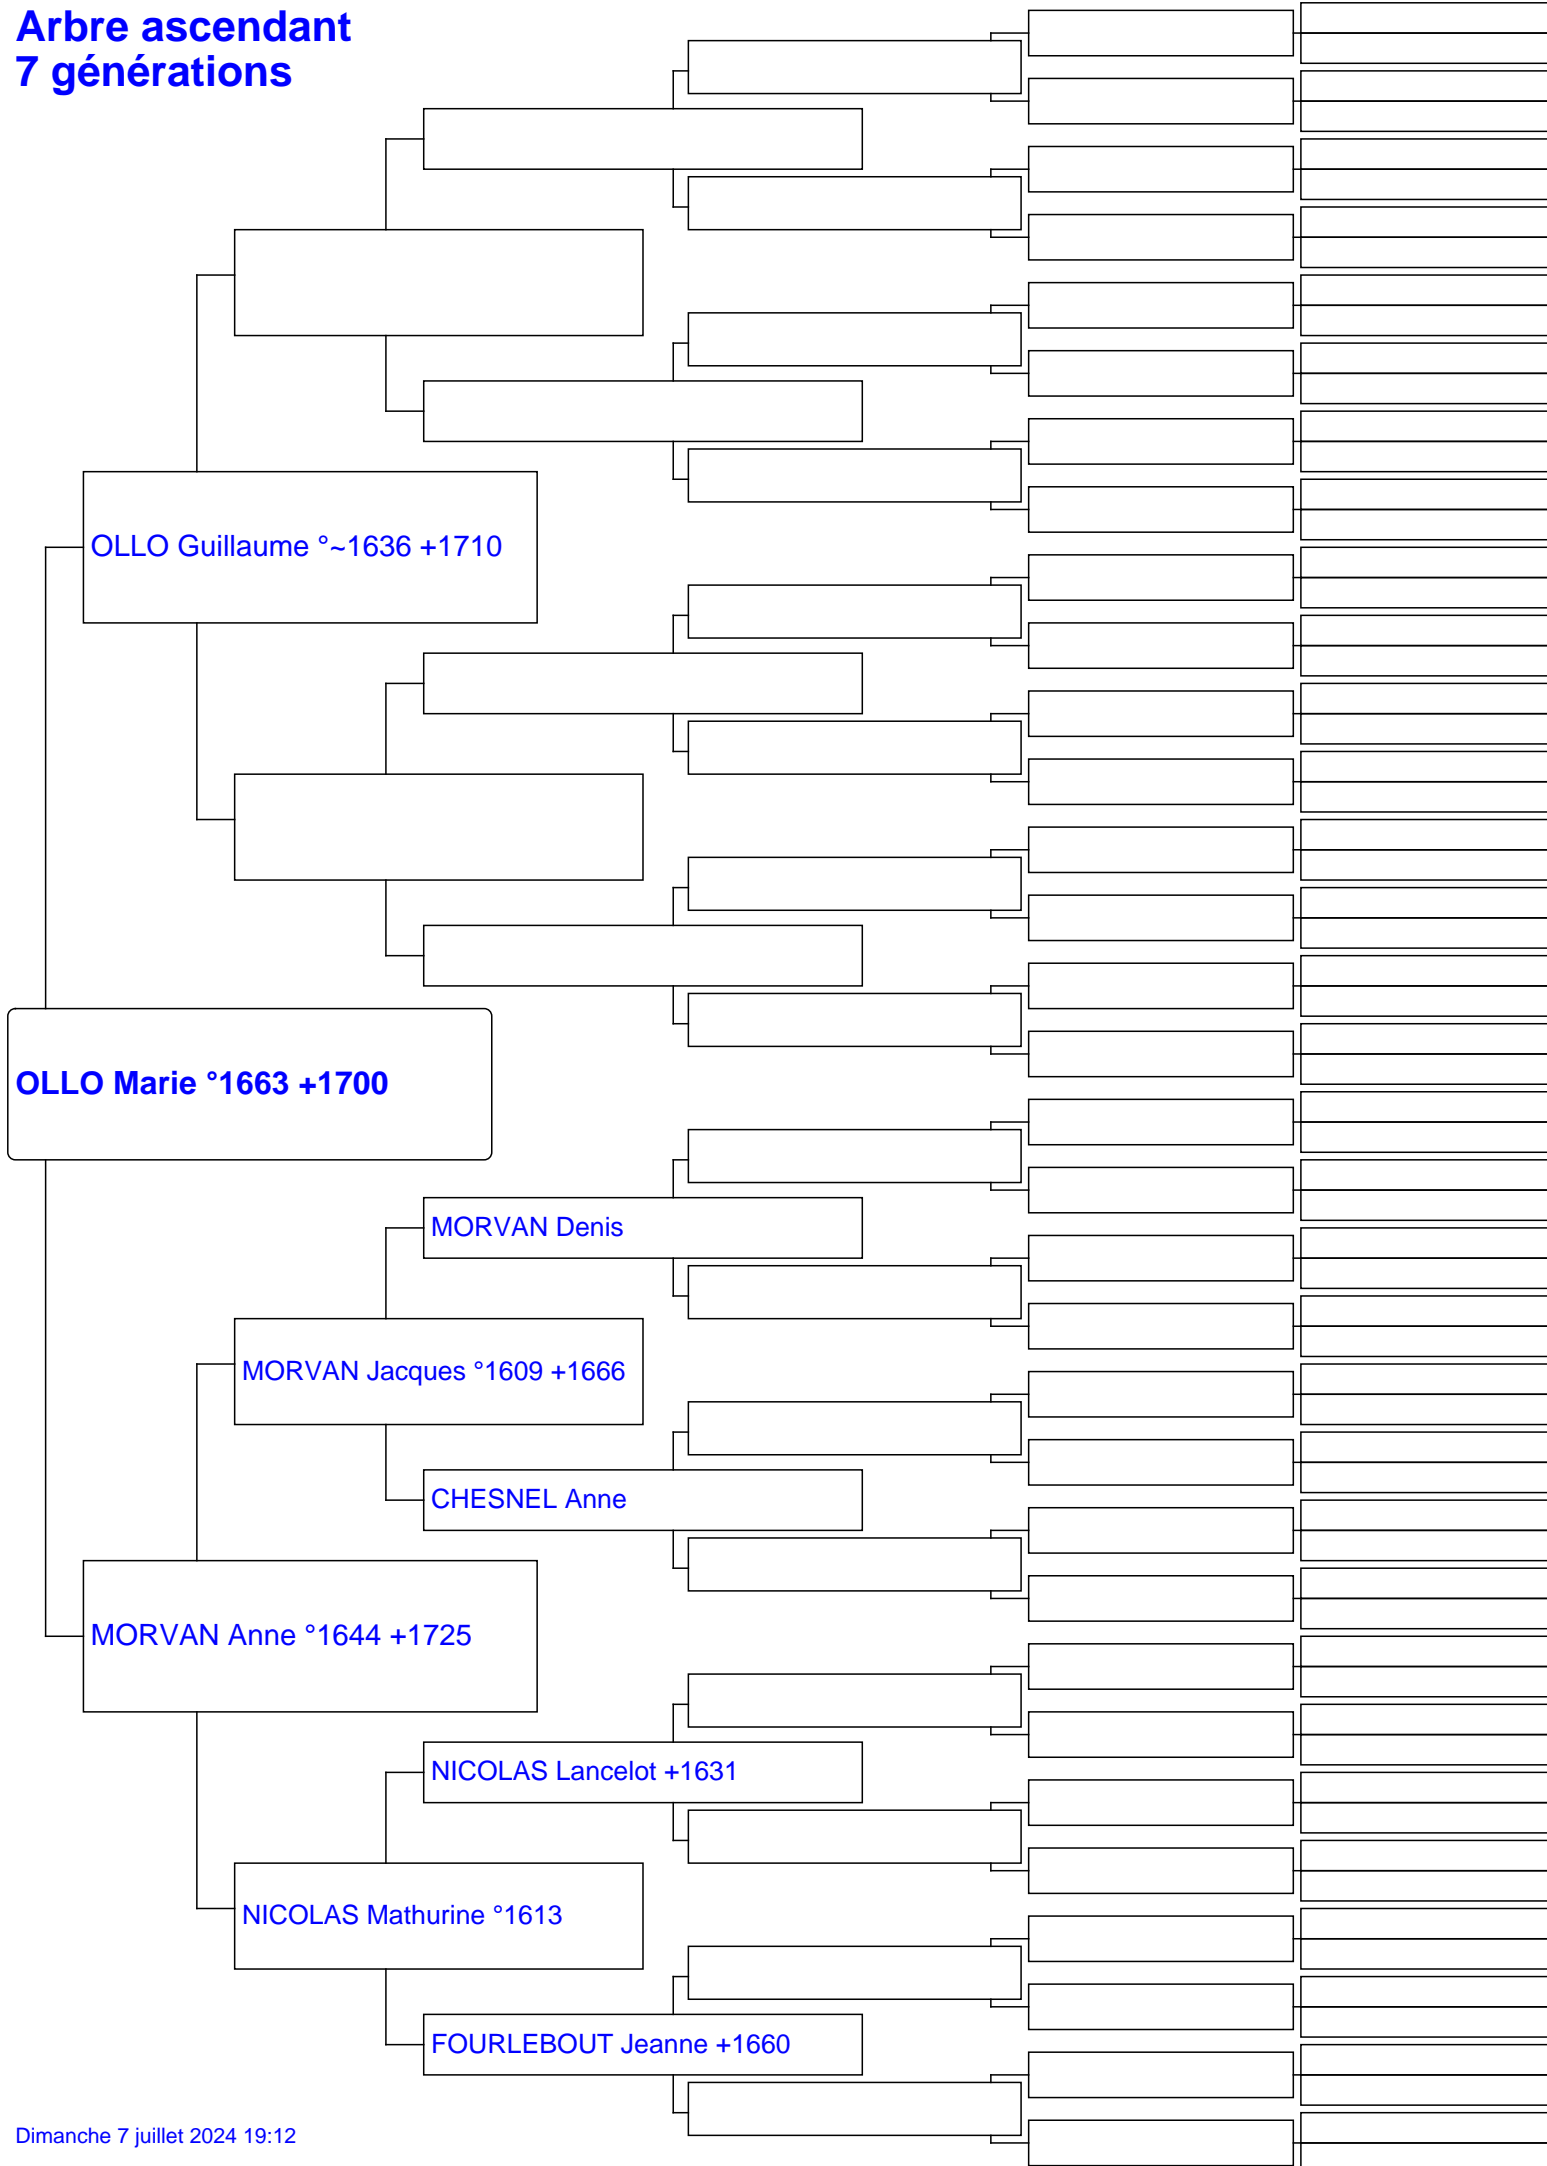 Arbre ascendant
7 générations
OLLO Guillaume °~1636 +1710
OLLO Marie °1663 +1700
MORVAN Denis
MORVAN Jacques °1609 +1666
CHESNEL Anne
MORVAN Anne °1644 +1725
NICOLAS Lancelot +1631
NICOLAS Mathurine °1613
FOURLEBOUT Jeanne +1660
Dimanche 7 juillet 2024 19:12